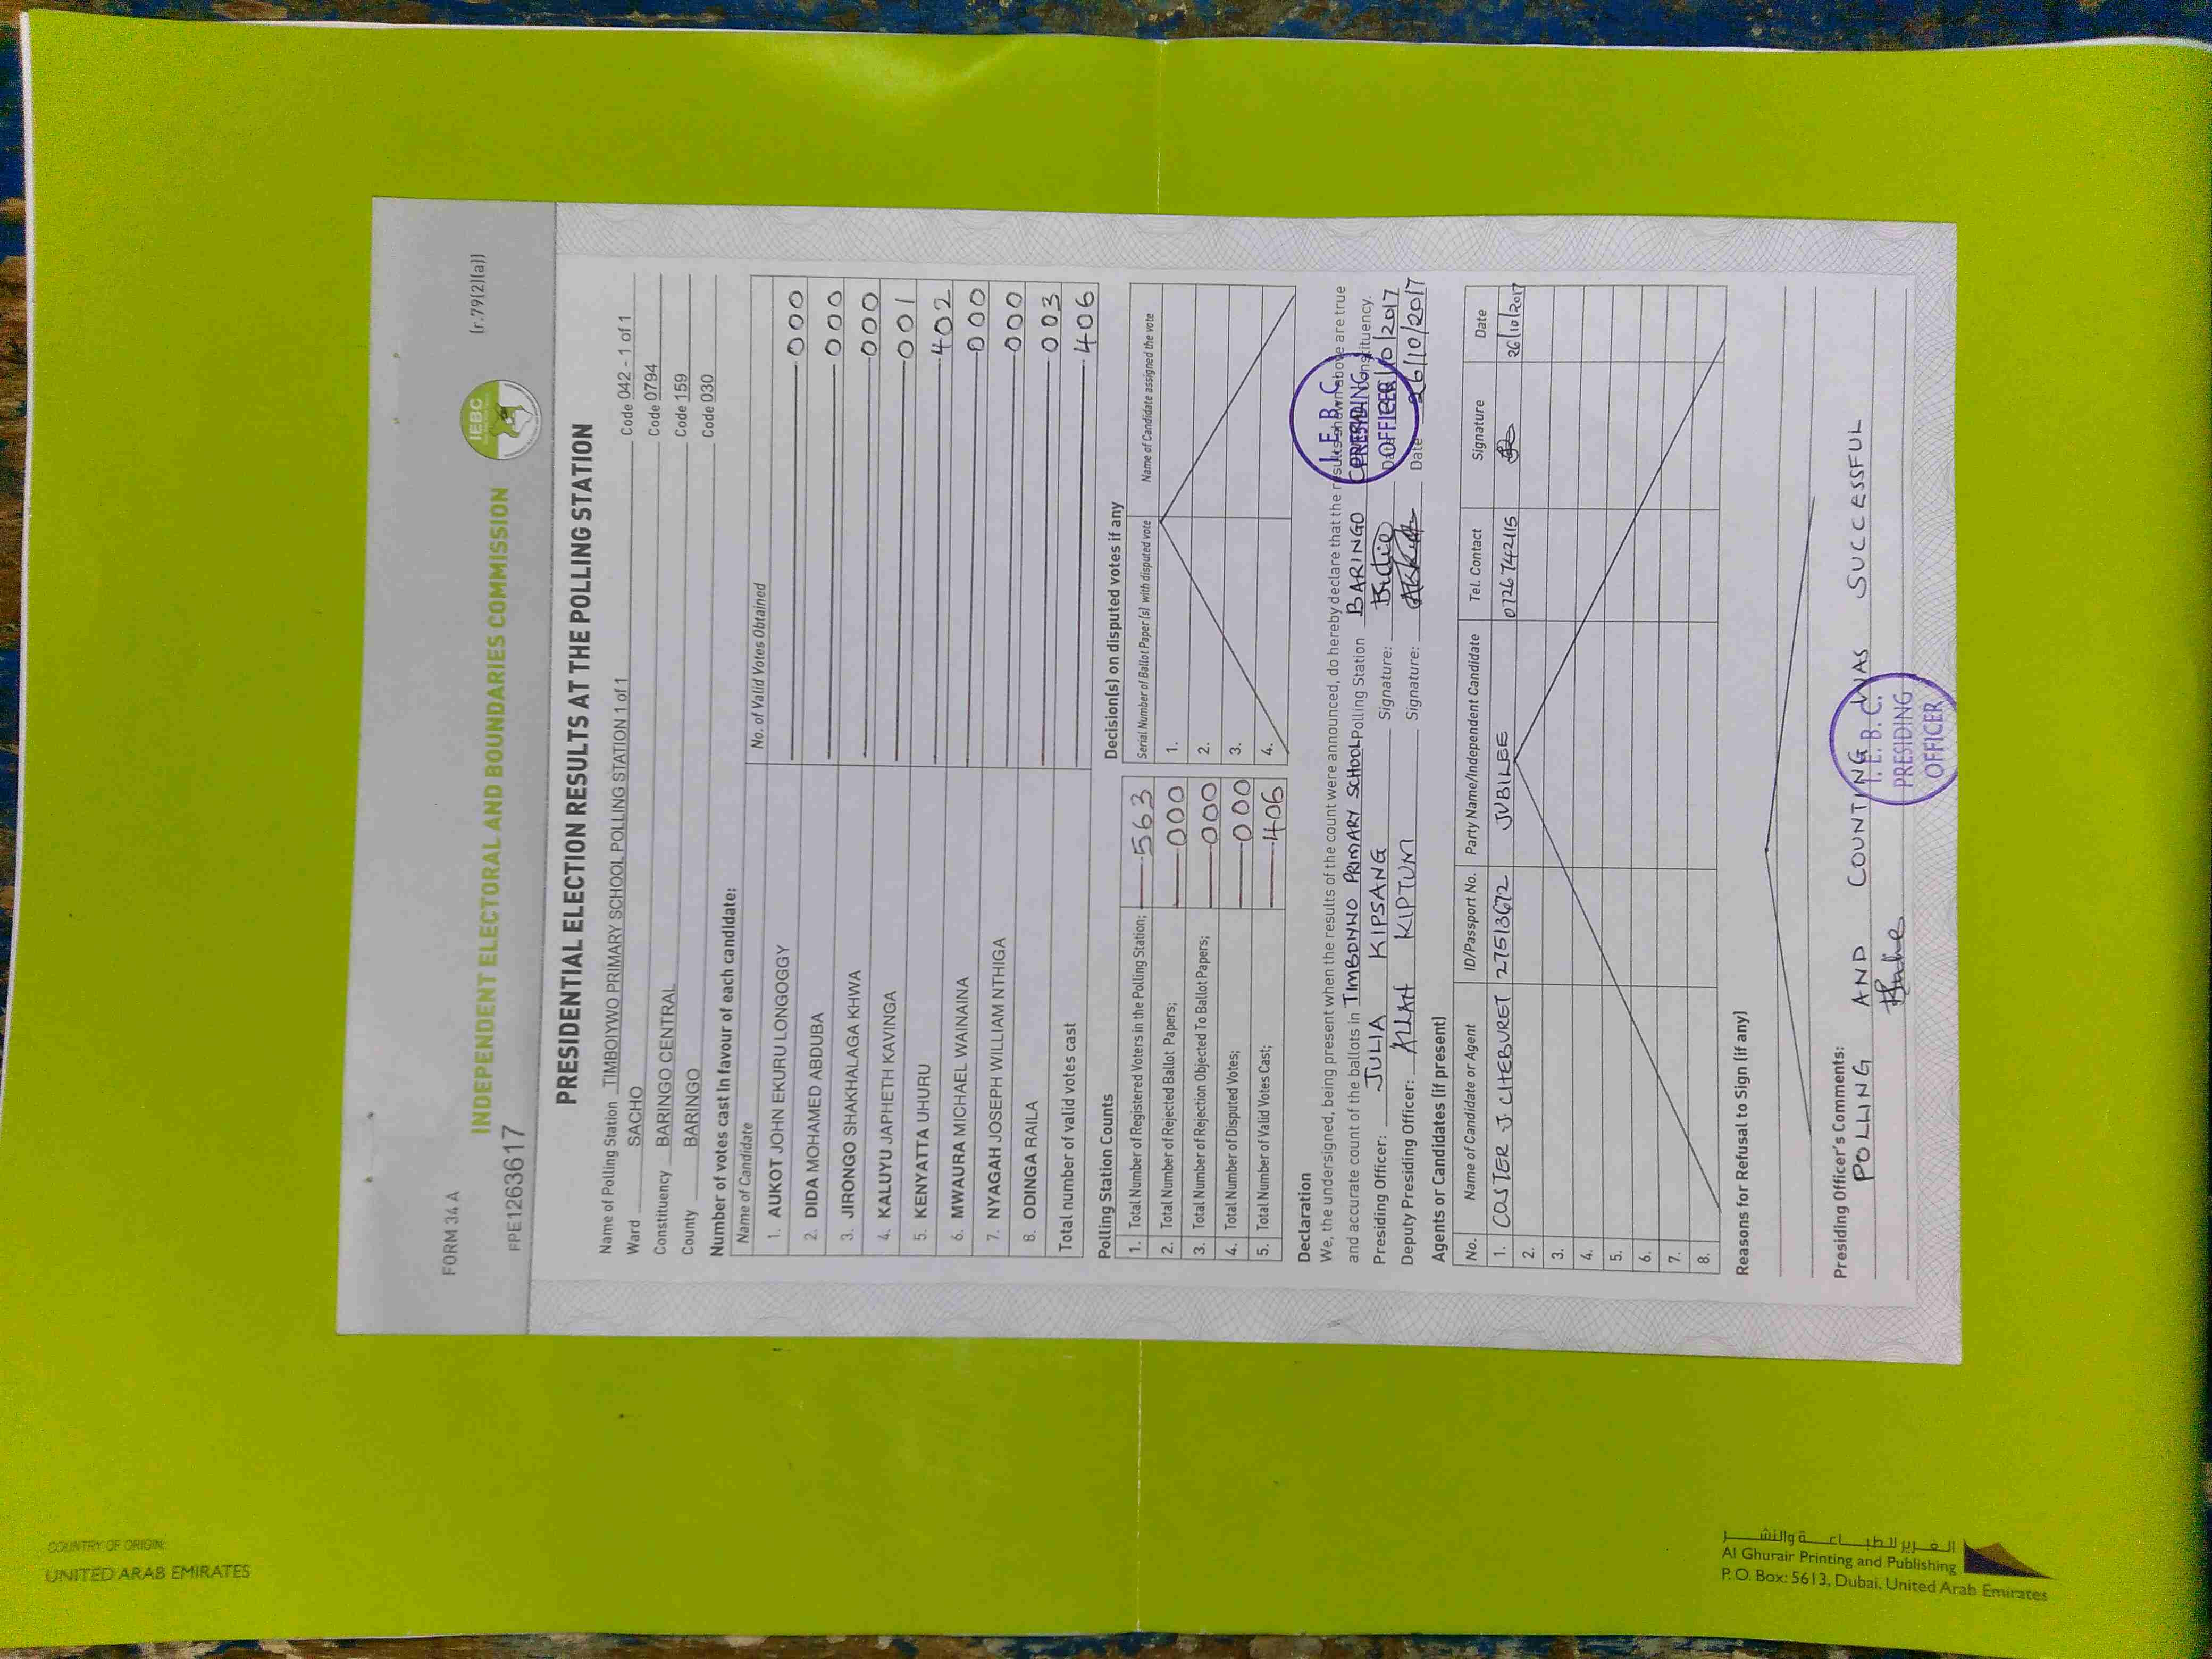 FORM 34 A
(r.79(2)(a))
IEBC
INDEPENDENT ELECTORAL AND BOUNDARIES COMMISSION
FPE1263617
PRESIDENTIAL ELECTION RESULTS AT THE POLLING STATION
Name of Polling Station TIMBOIYWO PRIMARY SCHOOL POLLING STATION 1 of 1 Code 042 - 1 of 1
Ward SACHO Code 0794
Constituency BARINGO CENTRAL Code 159
County BARINGO Code 030
Number of votes cast in favour of each candidate:
Name of Candidate No. of Valid Votes Obtained
1. AUKOT JOHN EKURU LONGOGGY 000
2. DIDA MOHAMED ABDUBA 000
3. JIRONGO SHAKHALAGA KHWA 000
4. KALUYU JAPHETH KAVINGA 001
5. KENYATTA UHURU 402
6. MWAURA MICHAEL WAINAINA 000
7. NYAGAH JOSEPH WILLIAM NTHIGA 000
8. ODINGA RAILA 003
Total number of valid votes cast 406
Polling Station Counts
1. Total Number of Registered Voters in the Polling Station; 563
2. Total Number of Rejected Ballot Papers; 000
3. Total Number of Rejection Objected To Ballot Papers; 000
4. Total Number of Disputed Votes; 000
5. Total Number of Valid Votes Cast; 406
Decision(s) on disputed votes if any
Serial Number of Ballot Paper (s) with disputed vote Name of Candidate assigned the vote
1.
2.
3.
4.
Declaration
We, the undersigned, being present when the results of the count were announced, do hereby declare that the results shown above are true
and accurate count of the ballots in TIMBOIYWO PRIMARY SCHOOL Polling Station BARINGO CENTRAL Constituency.
Presiding Officer: JULIA KIPSANG Signature: Date 26/10/2017
Deputy Presiding Officer: ALLAN KIPTUM Signature: Date 26/10/2017
I.E.B.C.
PRESIDING
OFFICER
Agents or Candidates (if present)
No. Name of Candidate or Agent ID/Passport No. Party Name/Independent Candidate Tel. Contact Signature Date
1. COSTER J. CHEBURET 27513672 JUBILEE 0726742115 26/10/2017
2.
3.
4.
5.
6.
7.
8.
Reasons for Refusal to Sign (if any)
Presiding Officer's Comments:
POLLING AND COUNTING WAS SUCCESSFUL
I.E.B.C.
PRESIDING
OFFICER
COUNTRY OF ORIGIN:
UNITED ARAB EMIRATES
الغرير للطباعة والنشر
Al Ghurair Printing and Publishing
P. O. Box: 5613, Dubai, United Arab Emirates